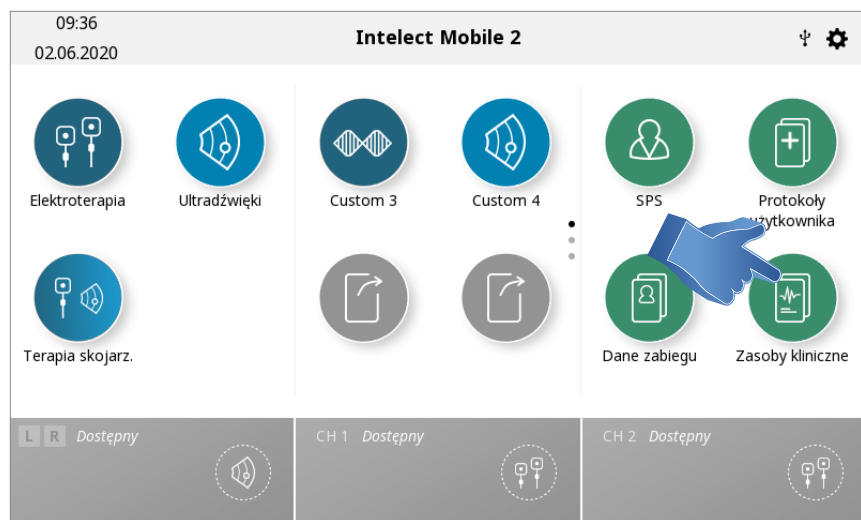 09:36
02.06.2020
Intelect Mobile 2
Elektroterapia
Ultradźwięki
Custom 3
Custom 4
SPS
Protokoły
użytkownika
Terapia skojarz.
Dane zabiegu
Zasoby kliniczne
L R Dostępny
CH 1 Dostępny
CH 2 Dostępny